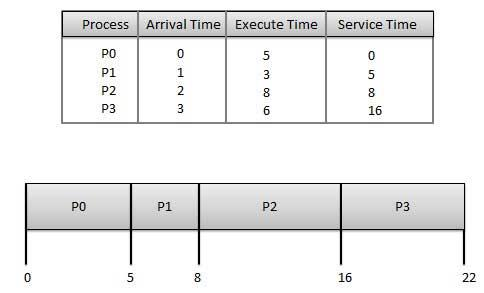 Process Arrival Time Execute Time Service Time
P0 0 5 0
P1 1 3 5
P2 2 8 8
P3 3 6 16
P0 P1 P2 P3
0 5 8 16 22